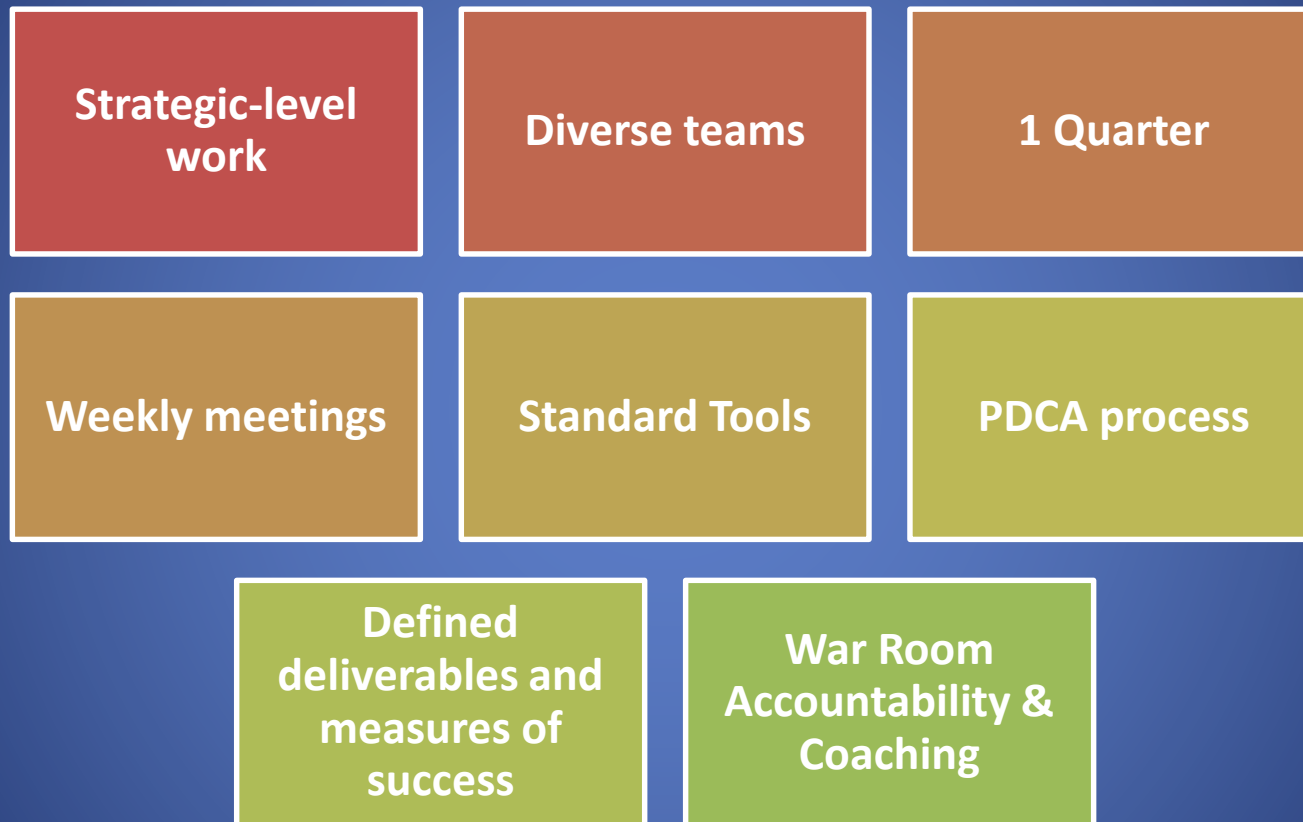 Strategic-level
work
Diverse teams
1 Quarter
Weekly meetings
Standard Tools
PDCA process
Defined
deliverables and
measures of
success
War Room
Accountability &
Coaching